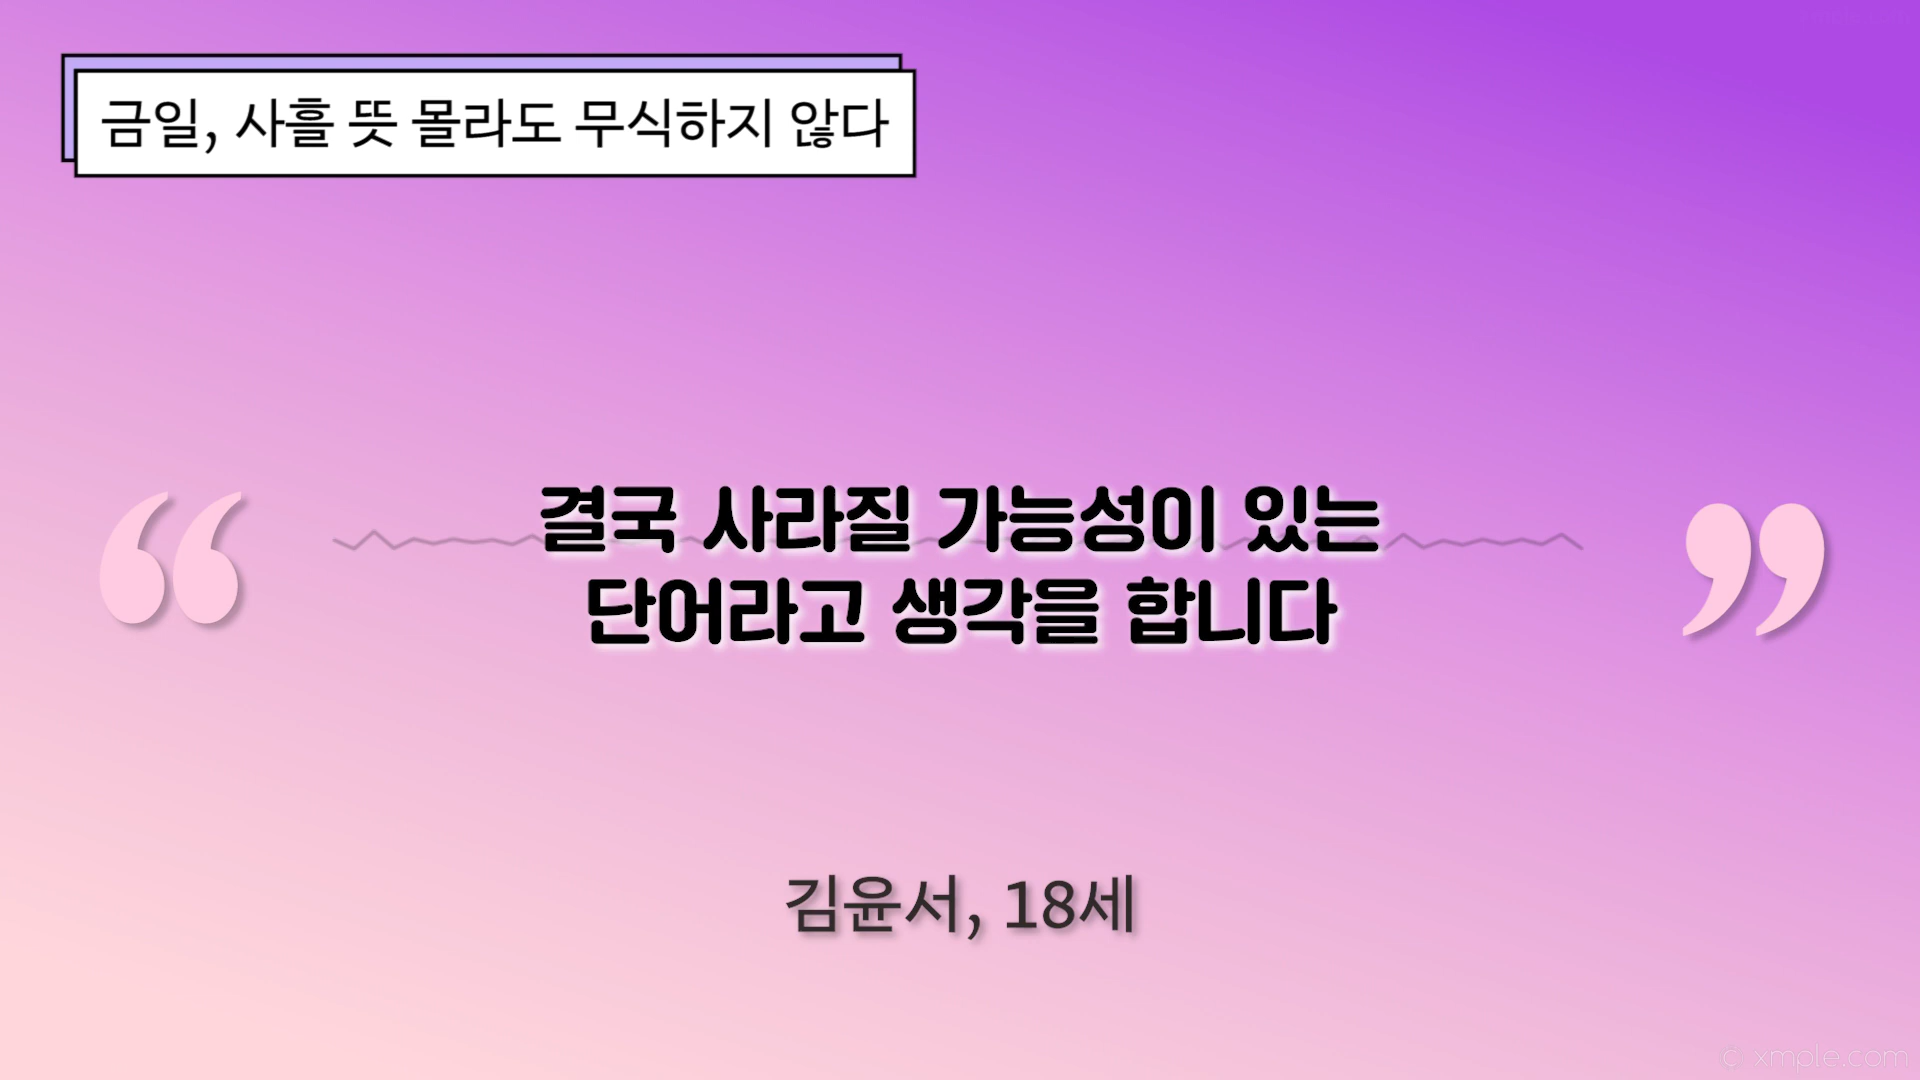 금일, 사흘 뜻 몰라도 무식하지 않다
결국 사라질 가능성이 있는
단어라고 생각을 합니다
김윤서, 18세
© xmple.com